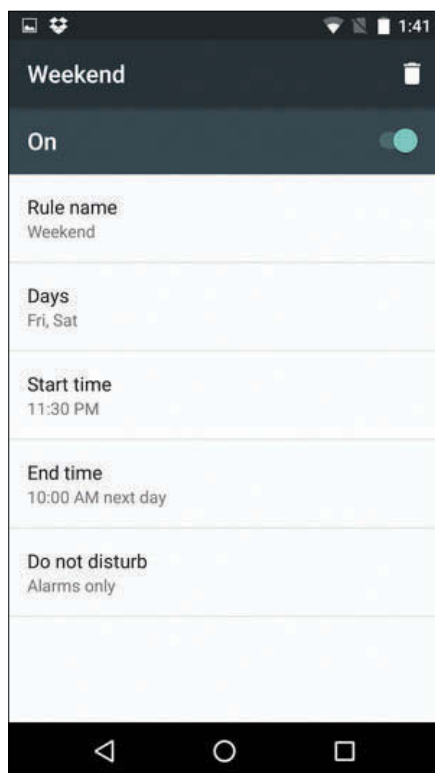 1:41
Weekend
On
Rule name
Weekend
Days
Fri, Sat
Start time
11:30 PM
End time
10:00 AM next day
Do not disturb
Alarms only